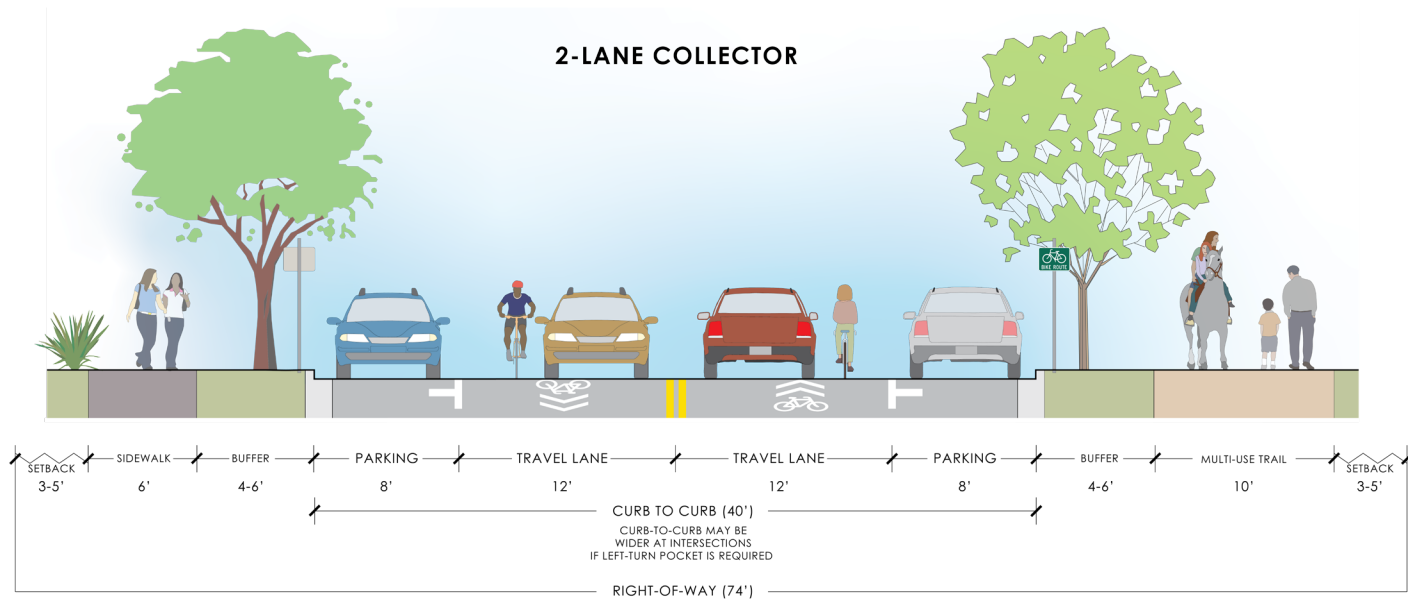 2-LANE COLLECTOR
BIKE ROUTE
SETBACK
SIDEWALK
BUFFER
PARKING
TRAVEL LANE
TRAVEL LANE
PARKING
BUFFER
MULTI-USE TRAIL
SETBACK
3-5'
6'
4-6'
8'
12'
12'
8'
4-6'
10'
3-5'
CURB TO CURB (40')
CURB-TO-CURB MAY BE
WIDER AT INTERSECTIONS
IF LEFT-TURN POCKET IS REQUIRED
RIGHT-OF-WAY (74')